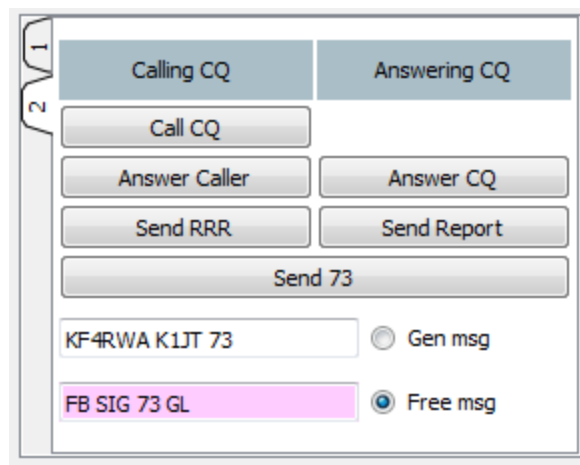 1
2
Calling CQ Answering CQ
Call CQ
Answer Caller Answer CQ
Send RRR Send Report
Send 73
KF4RWA K1JT 73 Gen msg
FB SIG 73 GL Free msg